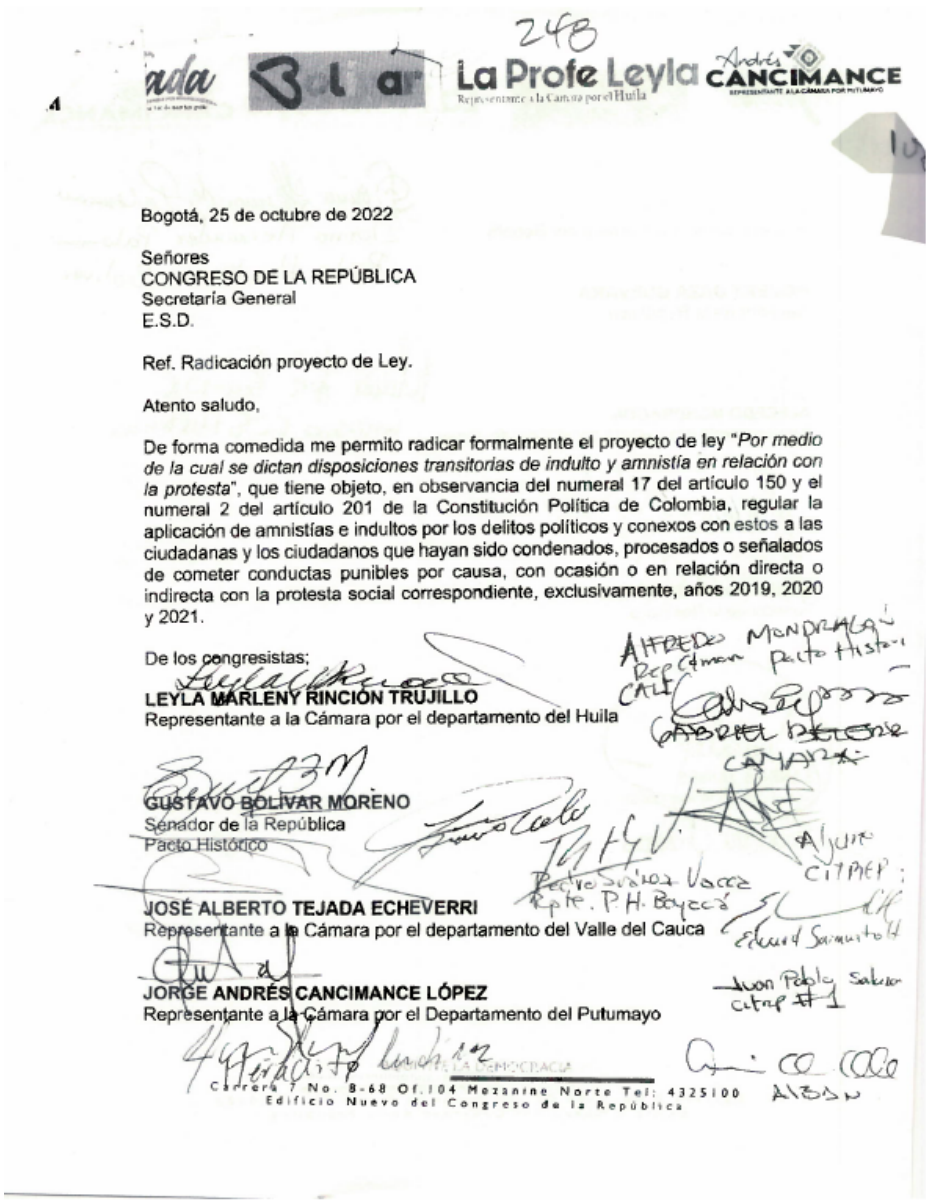 248
ada
Bolívar
La Profe Leyla
Representante a la Cámara por el Huila
Andrés
CANCIMANCE
REPRESENTANTE A LA CÁMARA POR PUTUMAYO
Bogotá, 25 de octubre de 2022
Señores
CONGRESO DE LA REPÚBLICA
Secretaría General
E.S.D.
Ref. Radicación proyecto de Ley.
Atento saludo,
De forma comedida me permito radicar formalmente el proyecto de ley "Por medio
de la cual se dictan disposiciones transitorias de indulto y amnistía en relación con
la protesta", que tiene objeto, en observancia del numeral 17 del artículo 150 y el
numeral 2 del artículo 201 de la Constitución Política de Colombia, regular la
aplicación de amnistías e indultos por los delitos políticos y conexos con estos a las
ciudadanas y los ciudadanos que hayan sido condenados, procesados o señalados
de cometer conductas punibles por causa, con ocasión o en relación directa o
indirecta con la protesta social correspondiente, exclusivamente, años 2019, 2020
y 2021.
De los congresistas;
ALFREDO MONDRAGÓN
Rep Cámara Pacto Históri
CALI
LEYLA MARLENY RINCÓN TRUJILLO
Representante a la Cámara por el departamento del Huila
GABRIEL
CÁMARA
GUSTAVO BOLÍVAR MORENO
Senador de la República
Pacto Histórico
CITREP
Pedro Suárez Vacca
Rpte. P.H. Boyacá
JOSÉ ALBERTO TEJADA ECHEVERRI
Representante a la Cámara por el departamento del Valle del Cauca
Eduard Sarmiento H
JORGE ANDRÉS CANCIMANCE LÓPEZ
Representante a la Cámara por el Departamento del Putumayo
Juan Pablo Salazar
citrep #1
Heraclito
LA DEMOCRACIA
Carrera 7 No. 8-68 Of.104 Mezanine Norte Tel: 4325100
Edificio Nuevo del Congreso de la República
ALBAN